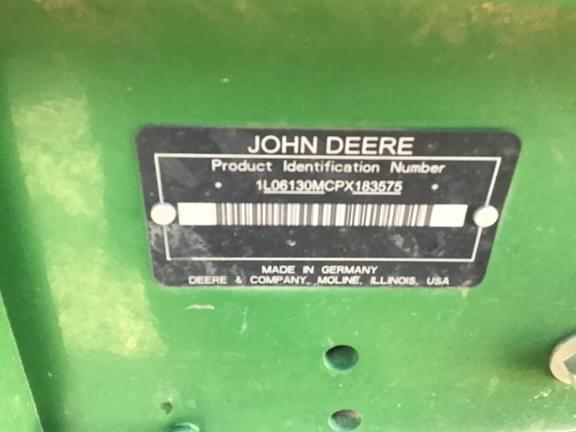 JOHN DEERE
Product Identification Number
* 1L06130MCPX183575 *
MADE IN GERMANY
DEERE & COMPANY, MOLINE, ILLINOIS, USA